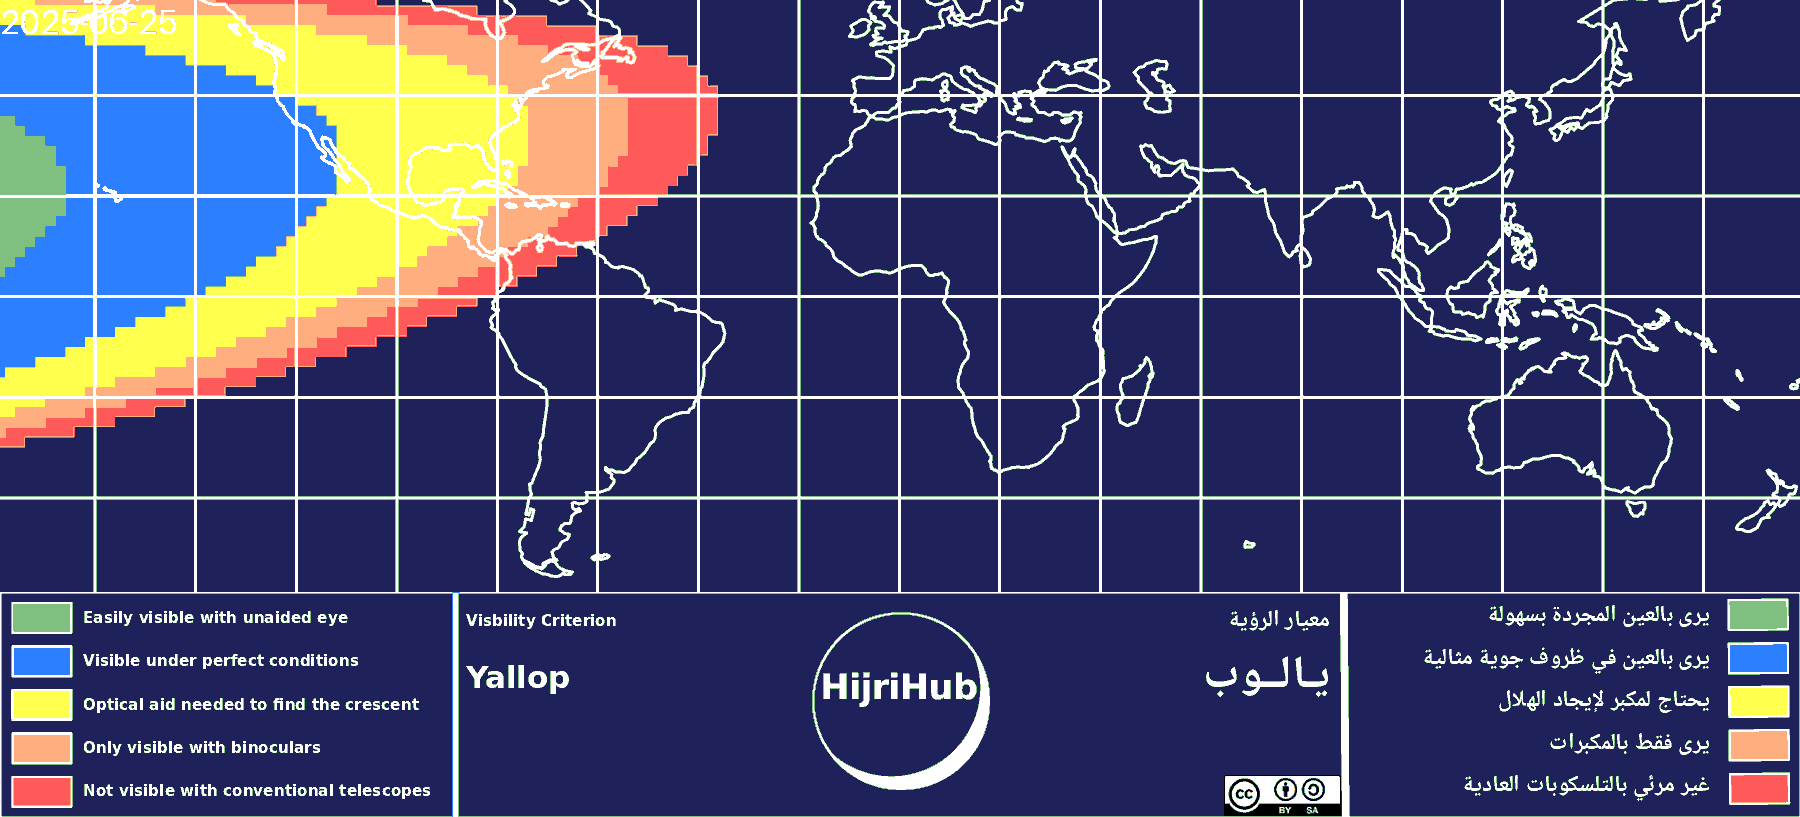 2025-06-25
Easily visible with unaided eye
Visible under perfect conditions
Optical aid needed to find the crescent
Only visible with binoculars
Not visible with conventional telescopes
Visbility Criterion
Yallop
HijriHub
معيار الرؤية
يـالـوب
cc BY SA
يرى بالعين المجردة بسهولة
يرى بالعين في ظروف جوية مثالية
يحتاج لمكبر لإيجاد الهلال
يرى فقط بالمكبرات
غير مرئي بالتلسكوبات العادية